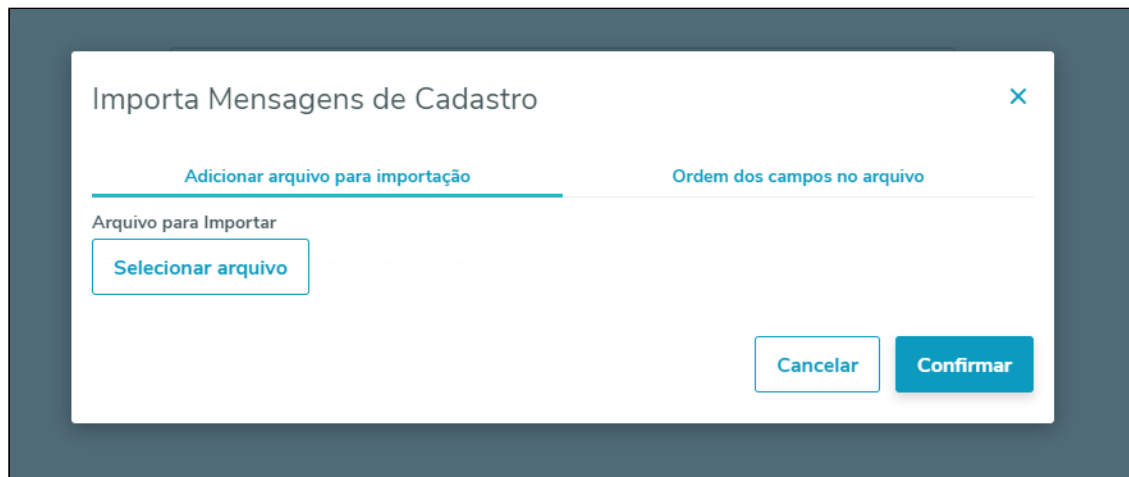 Importa Mensagens de Cadastro
Adicionar arquivo para importação
Ordem dos campos no arquivo
Arquivo para Importar
Selecionar arquivo
Cancelar
Confirmar